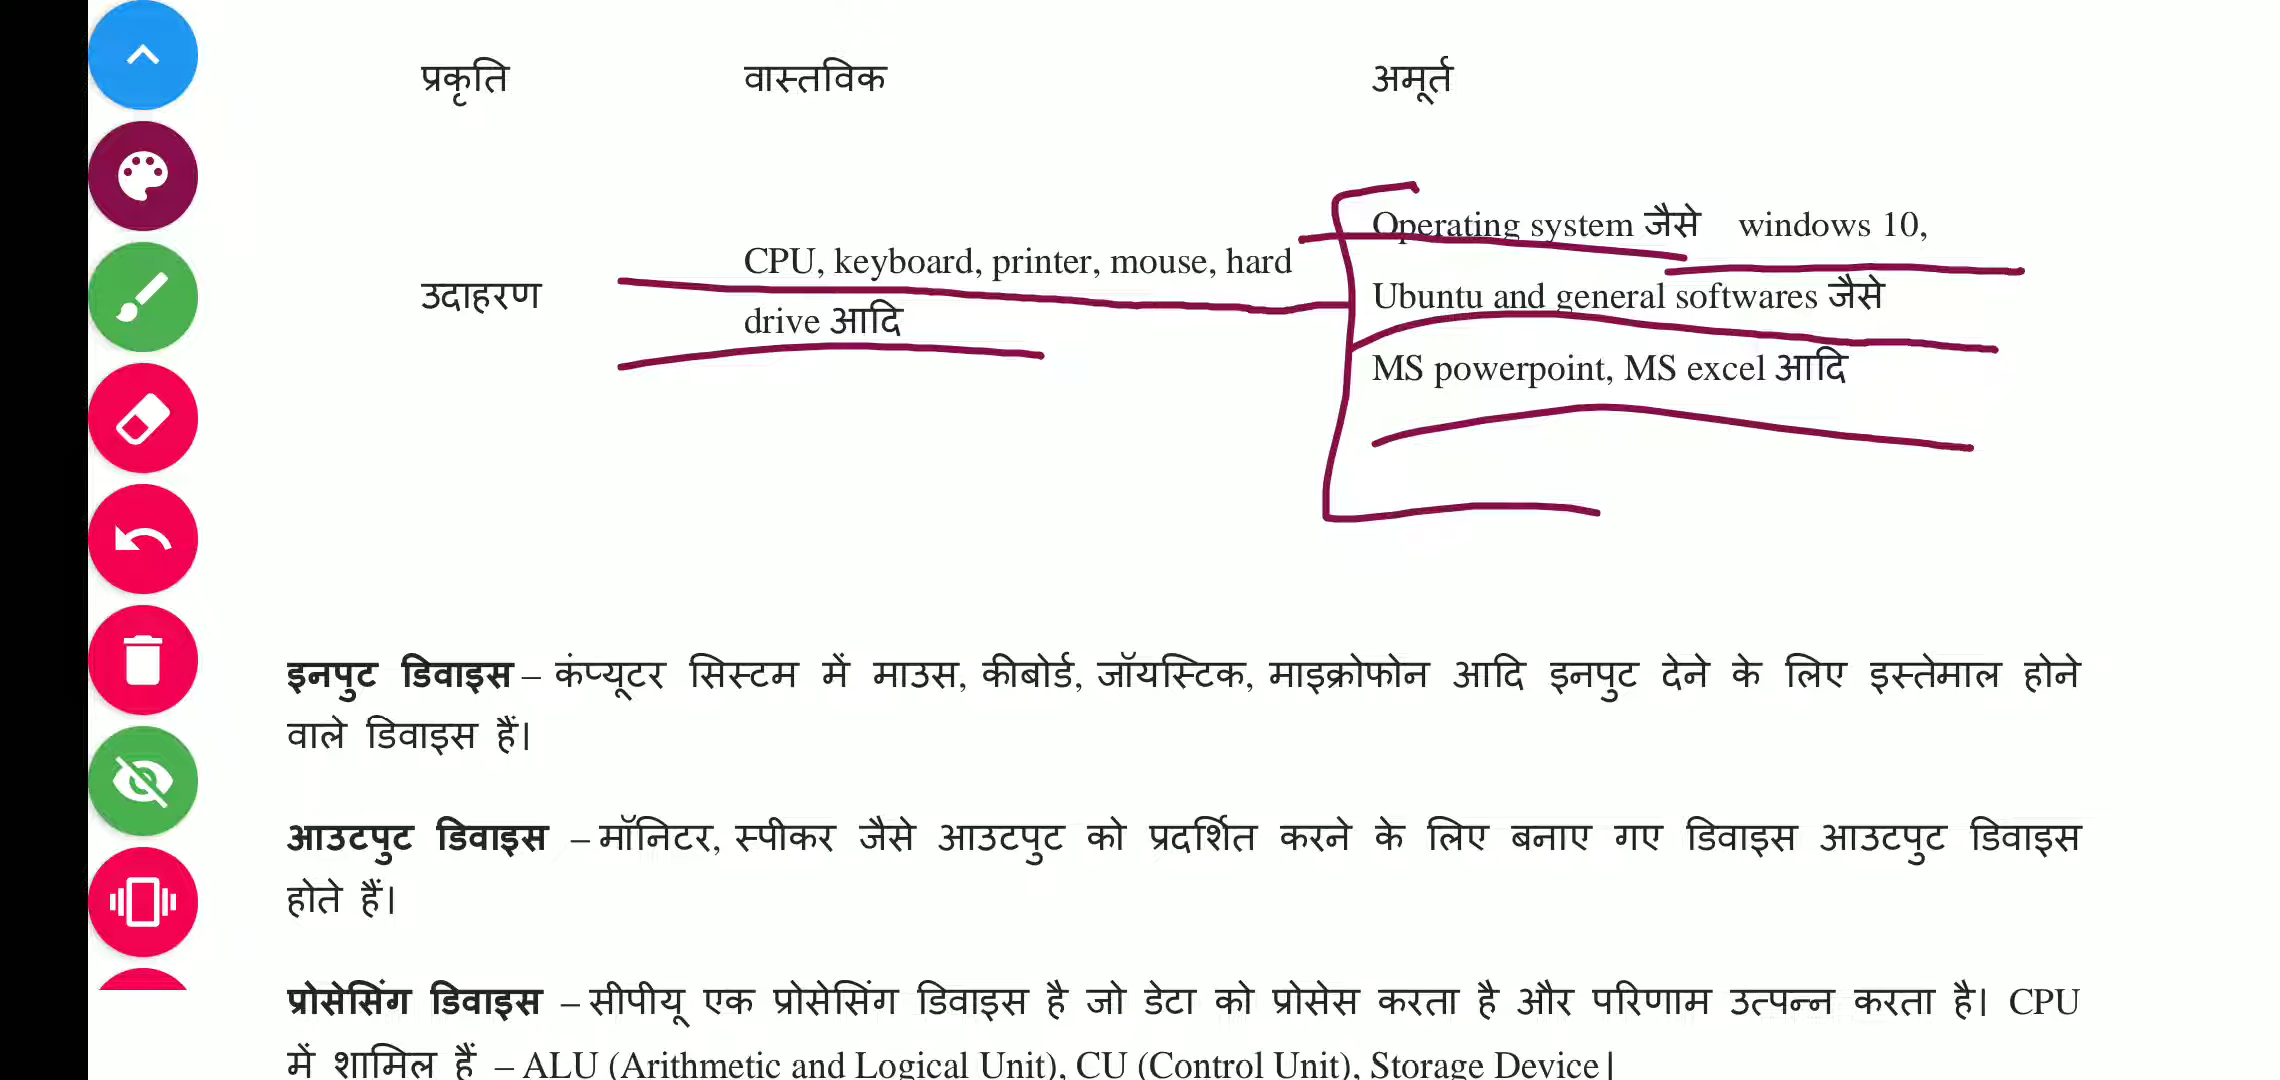 प्रकृति वास्तविक अमूर्त
Operating system जैसे windows 10,
CPU, keyboard, printer, mouse, hard
उदाहरण Ubuntu and general softwares जैसे
drive आदि
MS powerpoint, MS excel आदि
इनपुट डिवाइस – कंप्यूटर सिस्टम में माउस, कीबोर्ड, जॉयस्टिक, माइक्रोफोन आदि इनपुट देने के लिए इस्तेमाल होने
वाले डिवाइस हैं।
आउटपुट डिवाइस – मॉनिटर, स्पीकर जैसे आउटपुट को प्रदर्शित करने के लिए बनाए गए डिवाइस आउटपुट डिवाइस
होते हैं।
प्रोसेसिंग डिवाइस – सीपीयू एक प्रोसेसिंग डिवाइस है जो डेटा को प्रोसेस करता है और परिणाम उत्पन्न करता है। CPU
में शामिल हैं – ALU (Arithmetic and Logical Unit), CU (Control Unit), Storage Device|